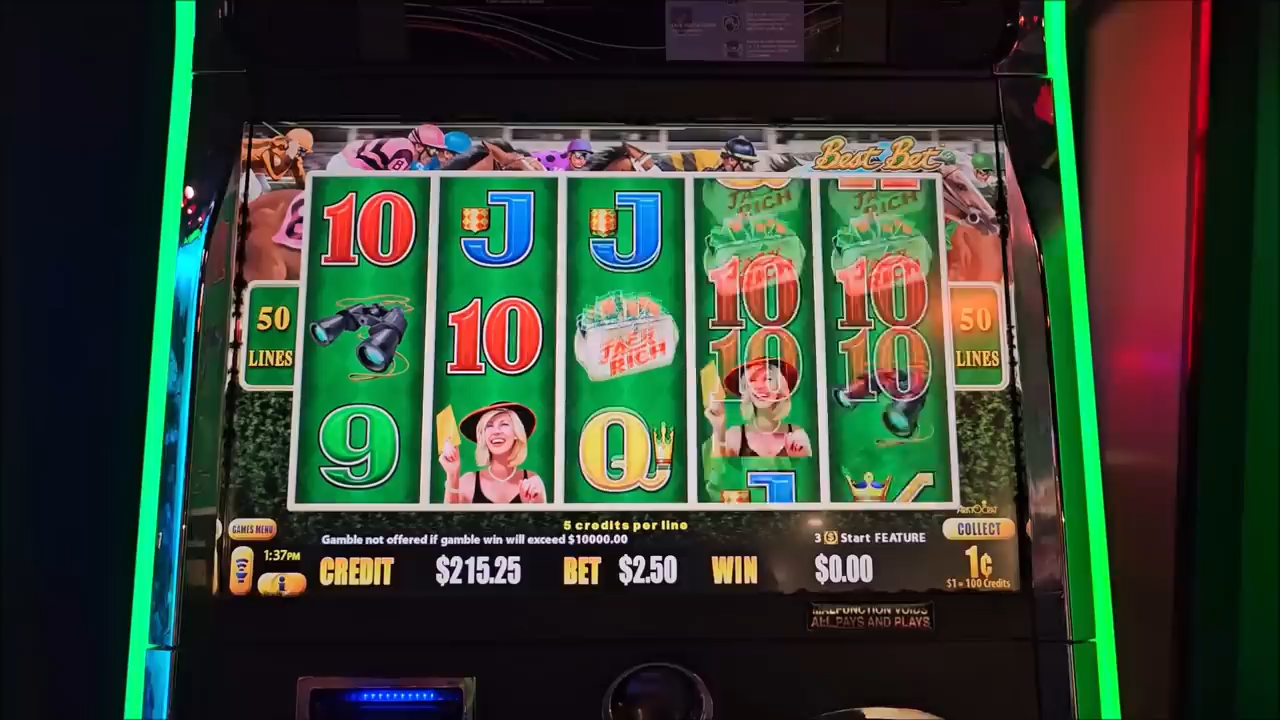 Best Bet
8
JACK RICH
JACK RICH
10
J
J
10
10
50
LINES
10
JACK
RICH
10
10
50
LINES
9
Q
J
ARISTOCRAT
GAMES MENU
5 credits per line
COLLECT
Gamble not offered if gamble win will exceed $10000.00
3 $ Start FEATURE
1:37PM
i
CREDIT
$215.25
BET
$2.50
WIN
$0.00
1¢
$1 = 100 Credits
MALFUNCTION VOIDS
ALL PAYS AND PLAYS